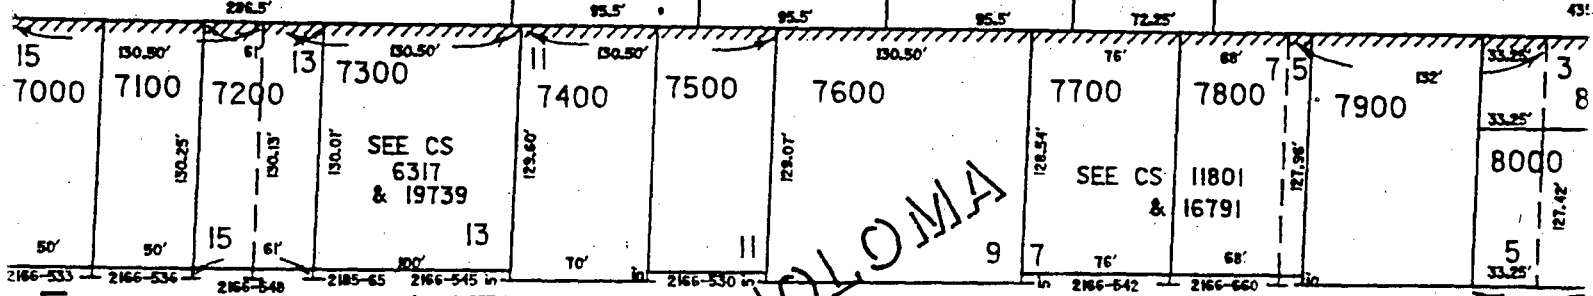 296.5' 95.5' 95.5' 95.5' 72.25'
15 130.50' 61' 13 130.50' 11 130.50' 130.50' 76' 68' 7 5 132' 33.25' 3
7000 7100 7200 7300 7400 7500 7600 7700 7800 7900 8
33.25'
130.25' 130.13' 130.01' 129.60' 129.07' 128.54' 127.96' 127.42'
SEE CS
6317
& 19739
SEE CS 11801
& 16791
8000
OLOMA
50' 50' 15 61' 100' 13 70' 11 9 7 76' 68' 5 33.25'
2166-533 2166-536 2166-548 2185-65 2166-545 in in 2166-530 in in 2166-542 2166-660 in